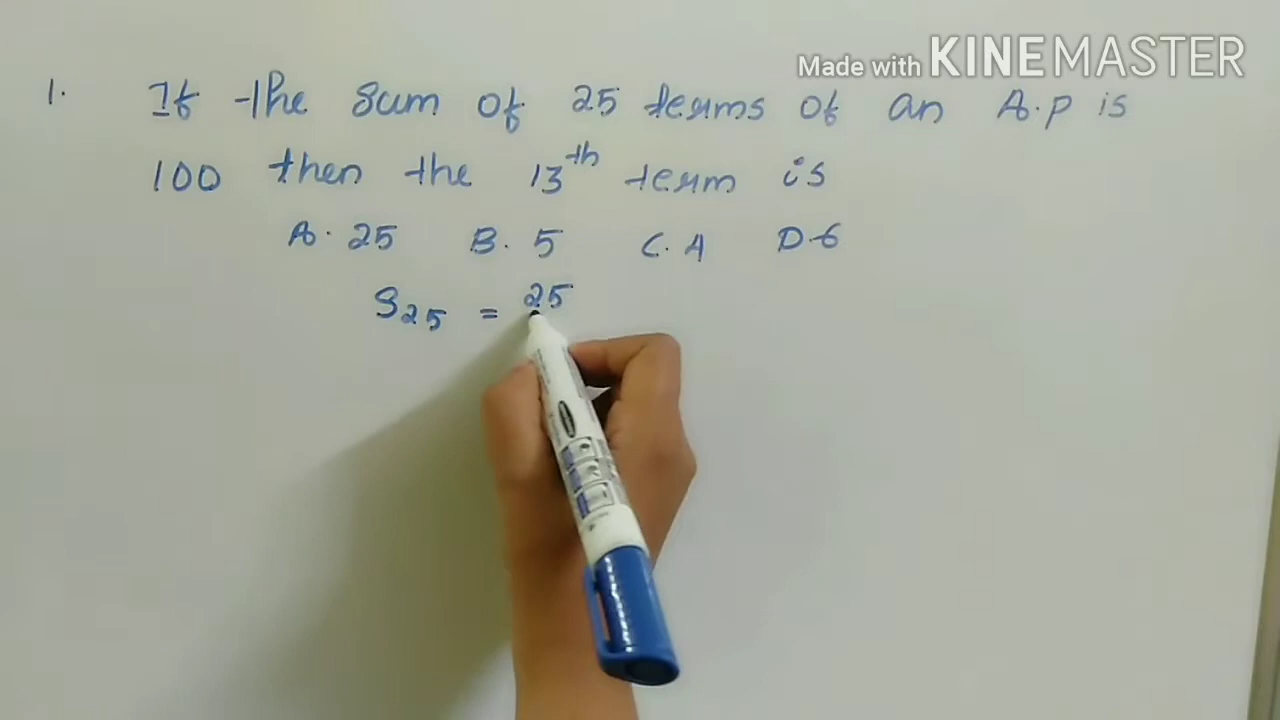 Made with KINEMASTER
1. If the sum of 25 terms of an A.P is
100 then the 13th term is
A. 25 B. 5 C. 4 D. 6
S25 = 25